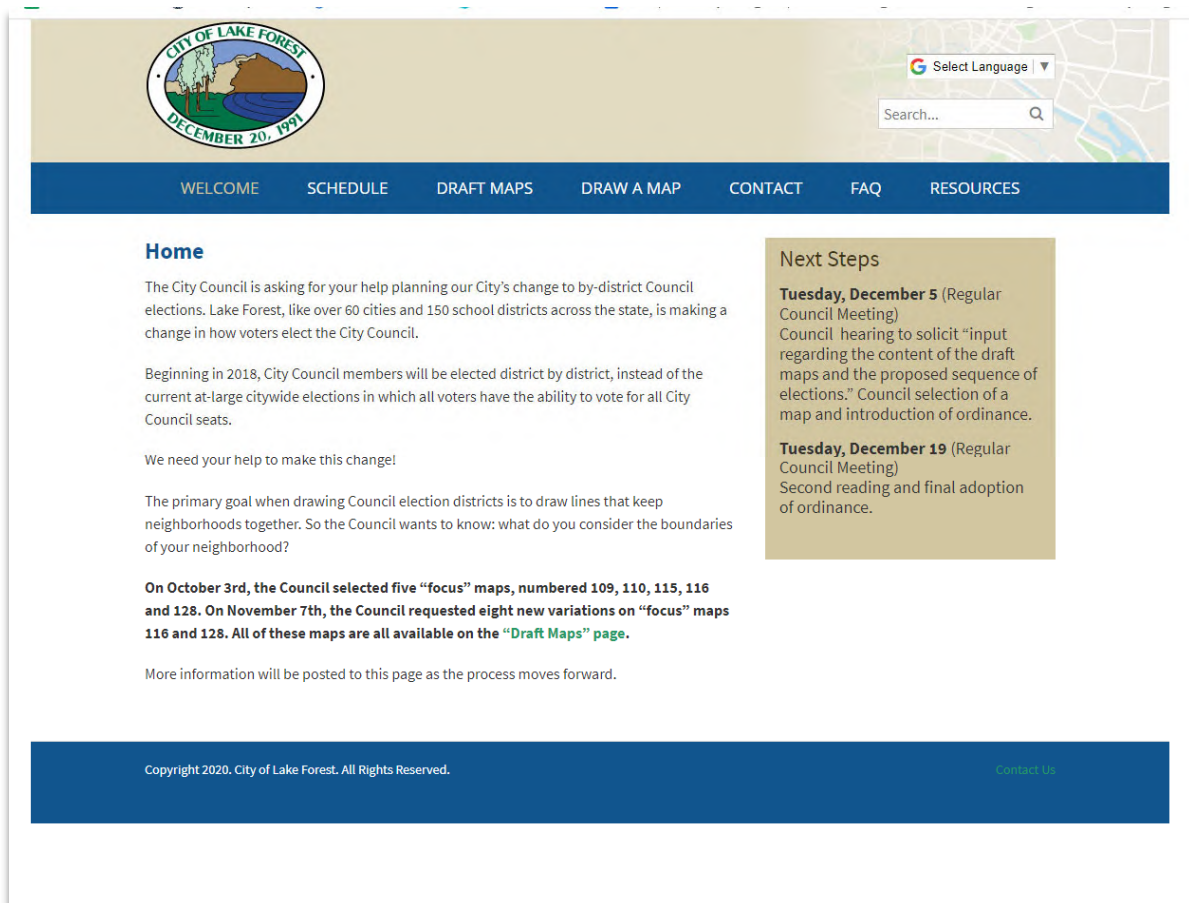 CITY OF LAKE FOREST
DECEMBER 20, 1991
Select Language ▼
Search...
WELCOME SCHEDULE DRAFT MAPS DRAW A MAP CONTACT FAQ RESOURCES
Home
The City Council is asking for your help planning our City’s change to by-district Council
elections. Lake Forest, like over 60 cities and 150 school districts across the state, is making a
change in how voters elect the City Council.
Beginning in 2018, City Council members will be elected district by district, instead of the
current at-large citywide elections in which all voters have the ability to vote for all City
Council seats.
We need your help to make this change!
The primary goal when drawing Council election districts is to draw lines that keep
neighborhoods together. So the Council wants to know: what do you consider the boundaries
of your neighborhood?
On October 3rd, the Council selected five “focus” maps, numbered 109, 110, 115, 116
and 128. On November 7th, the Council requested eight new variations on “focus” maps
116 and 128. All of these maps are all available on the “Draft Maps” page.
More information will be posted to this page as the process moves forward.
Next Steps
Tuesday, December 5 (Regular
Council Meeting)
Council hearing to solicit “input
regarding the content of the draft
maps and the proposed sequence of
elections.” Council selection of a
map and introduction of ordinance.
Tuesday, December 19 (Regular
Council Meeting)
Second reading and final adoption
of ordinance.
Copyright 2020. City of Lake Forest. All Rights Reserved.
Contact Us